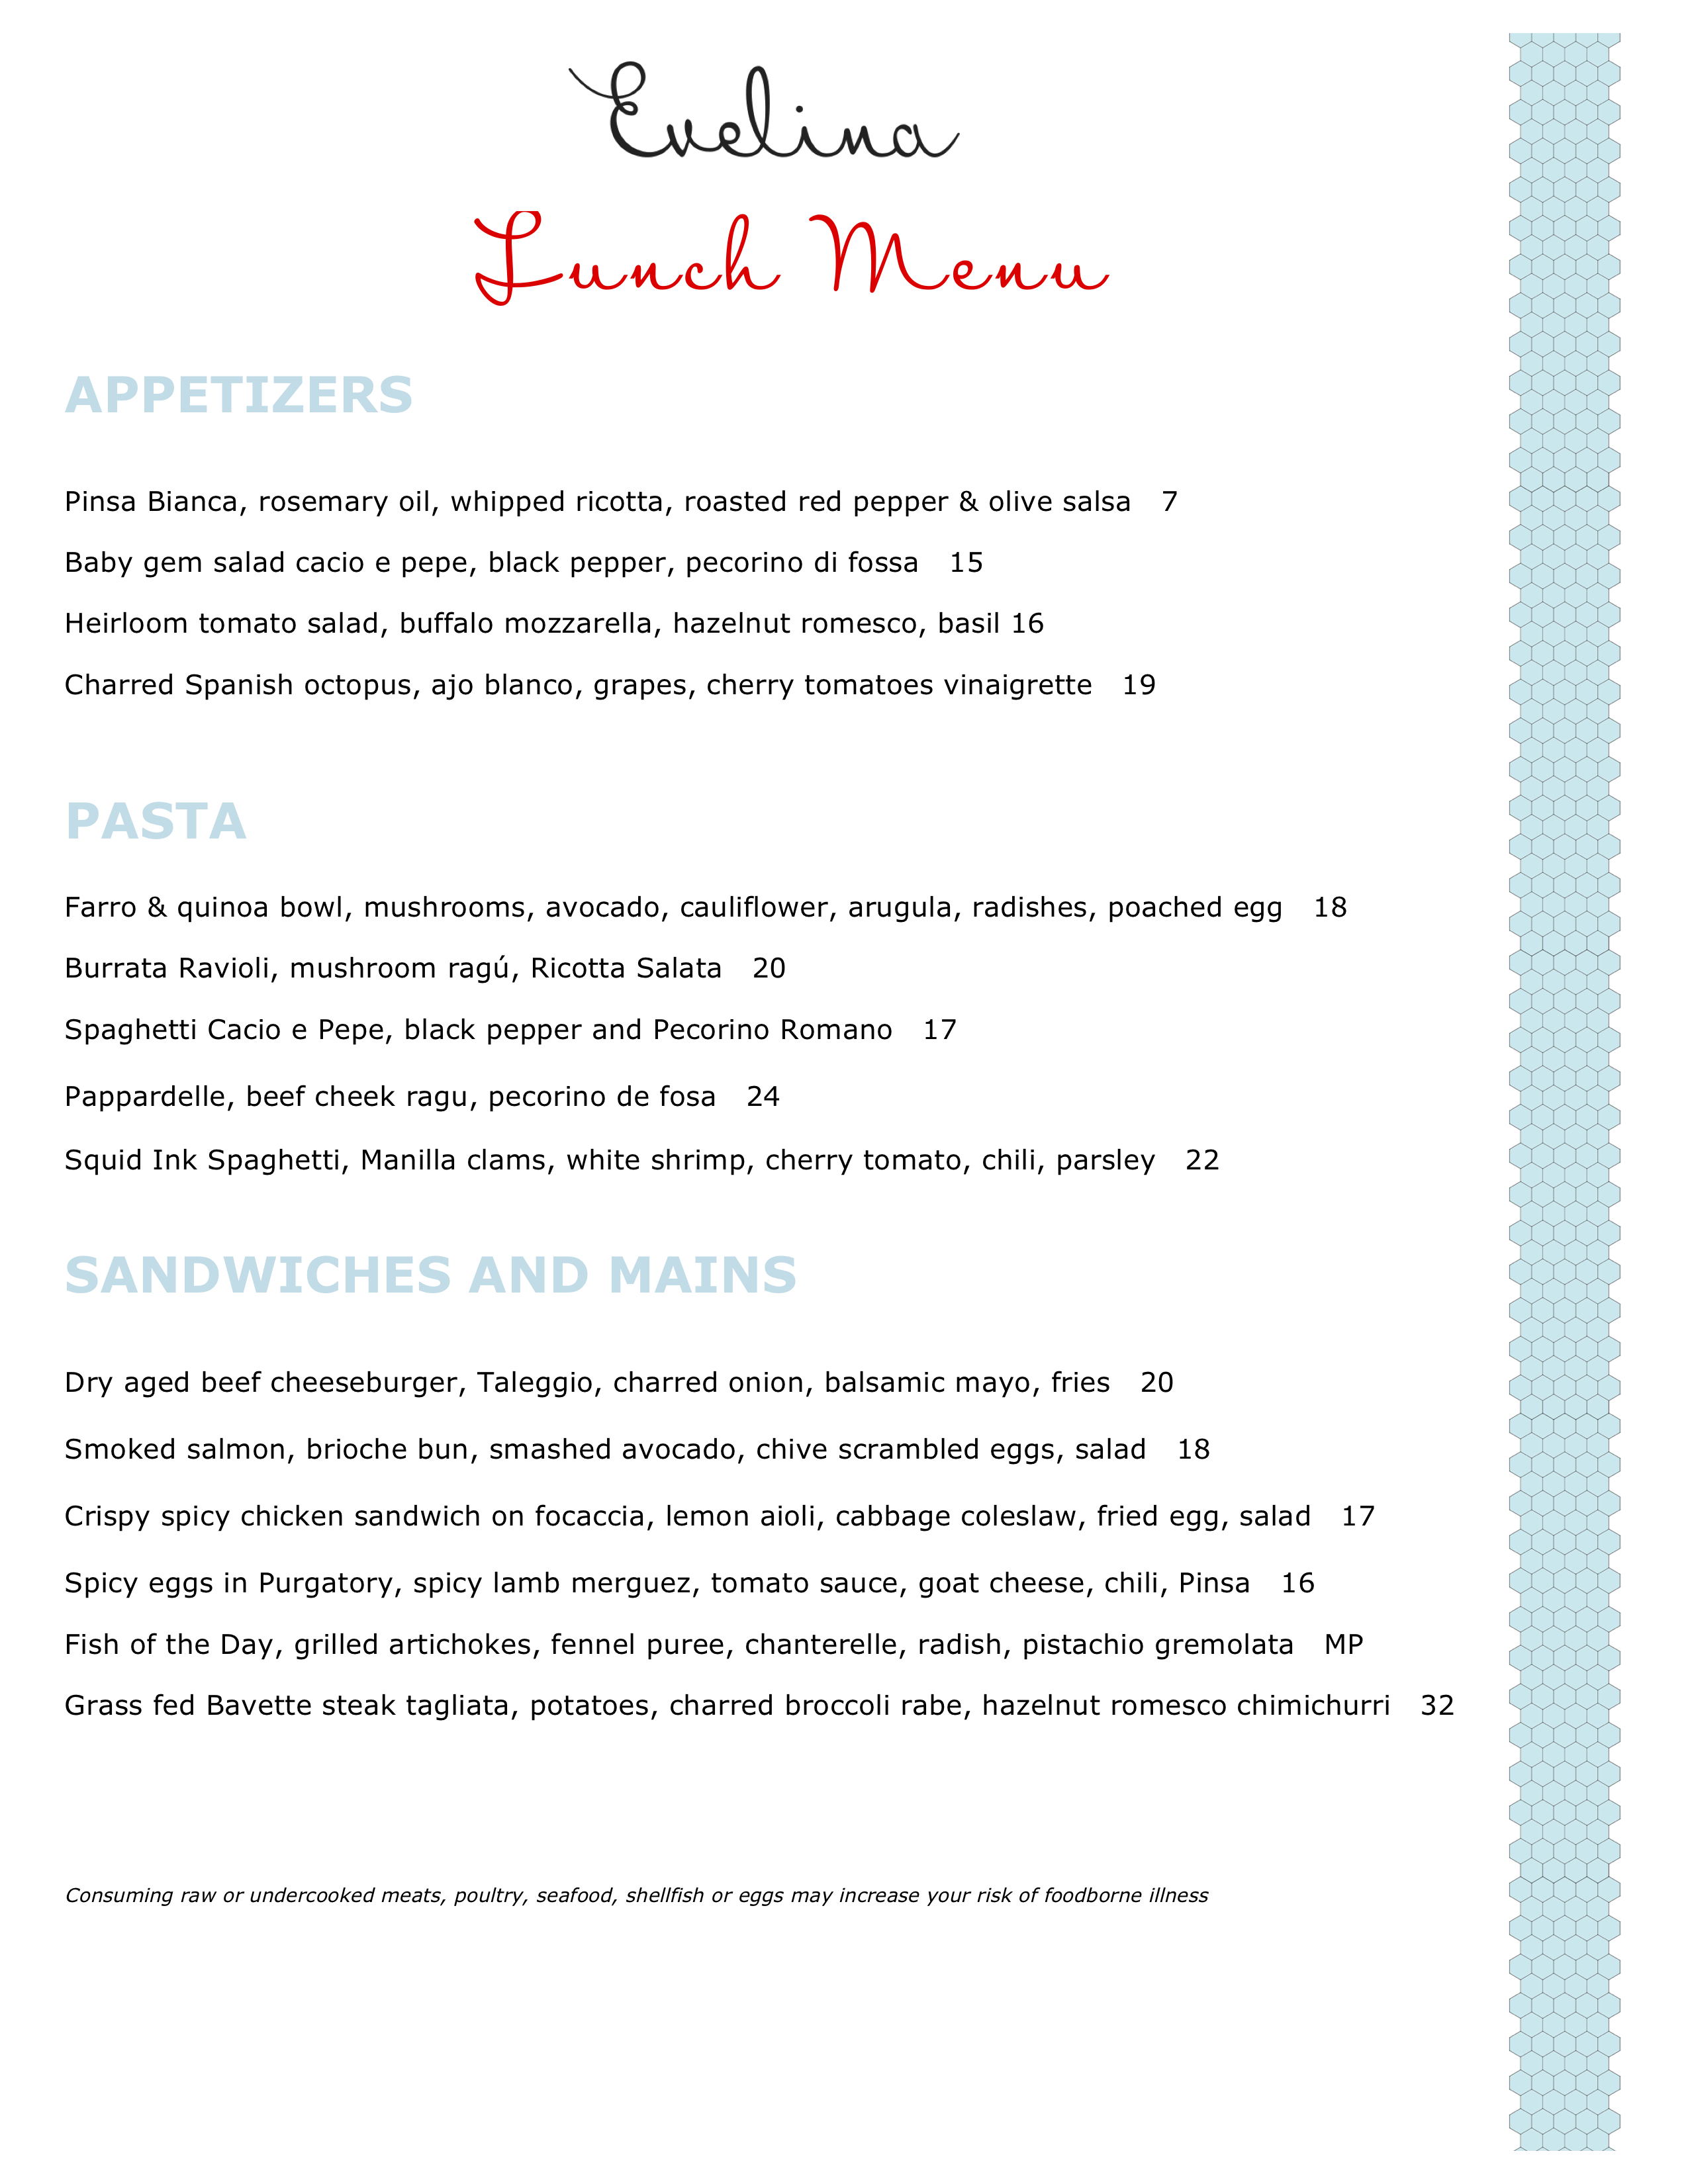 Evelina
Lunch Menu
APPETIZERS
Pinsa Bianca, rosemary oil, whipped ricotta, roasted red pepper & olive salsa 7
Baby gem salad cacio e pepe, black pepper, pecorino di fossa 15
Heirloom tomato salad, buffalo mozzarella, hazelnut romesco, basil 16
Charred Spanish octopus, ajo blanco, grapes, cherry tomatoes vinaigrette 19
PASTA
Farro & quinoa bowl, mushrooms, avocado, cauliflower, arugula, radishes, poached egg 18
Burrata Ravioli, mushroom ragú, Ricotta Salata 20
Spaghetti Cacio e Pepe, black pepper and Pecorino Romano 17
Pappardelle, beef cheek ragu, pecorino de fosa 24
Squid Ink Spaghetti, Manilla clams, white shrimp, cherry tomato, chili, parsley 22
SANDWICHES AND MAINS
Dry aged beef cheeseburger, Taleggio, charred onion, balsamic mayo, fries 20
Smoked salmon, brioche bun, smashed avocado, chive scrambled eggs, salad 18
Crispy spicy chicken sandwich on focaccia, lemon aioli, cabbage coleslaw, fried egg, salad 17
Spicy eggs in Purgatory, spicy lamb merguez, tomato sauce, goat cheese, chili, Pinsa 16
Fish of the Day, grilled artichokes, fennel puree, chanterelle, radish, pistachio gremolata MP
Grass fed Bavette steak tagliata, potatoes, charred broccoli rabe, hazelnut romesco chimichurri 32
Consuming raw or undercooked meats, poultry, seafood, shellfish or eggs may increase your risk of foodborne illness